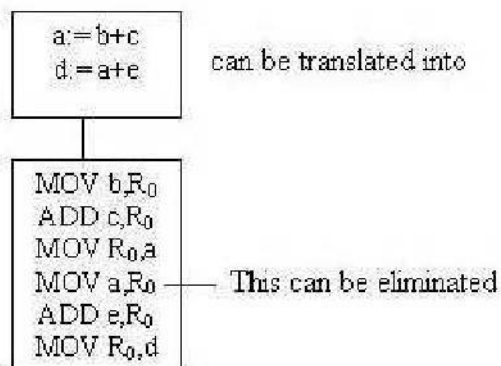 a:= b+c
d:= a+e
can be translated into
MOV b,R₀
ADD c,R₀
MOV R₀,a
MOV a,R₀
This can be eliminated
ADD e,R₀
MOV R₀,d